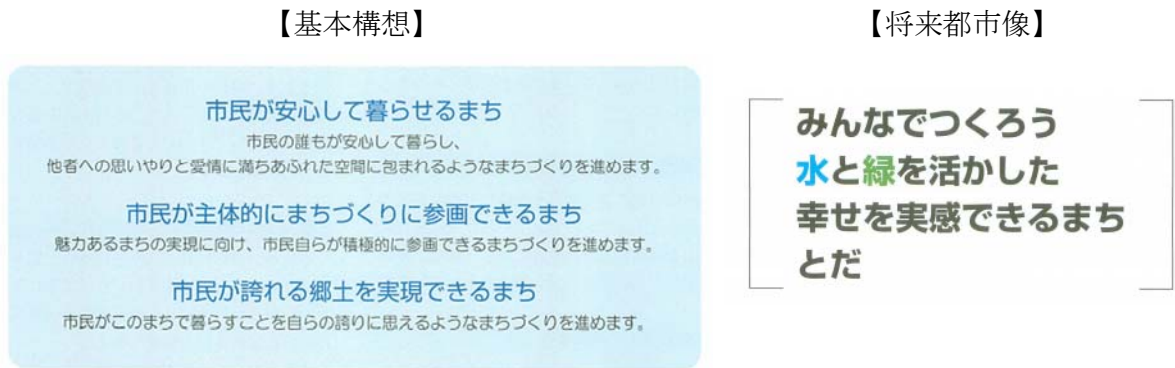 【基本構想】
市民が安心して暮らせるまち
市民の誰もが安心して暮らし、
他者への思いやりと愛情に満ちあふれた空間に包まれるようなまちづくりを進めます。
市民が主体的にまちづくりに参画できるまち
魅力あるまちの実現に向け、市民自らが積極的に参画できるまちづくりを進めます。
市民が誇れる郷土を実現できるまち
市民がこのまちで暮らすことを自らの誇りに思えるようなまちづくりを進めます。
【将来都市像】
みんなでつくろう
水と緑を活かした
幸せを実感できるまち
とだ